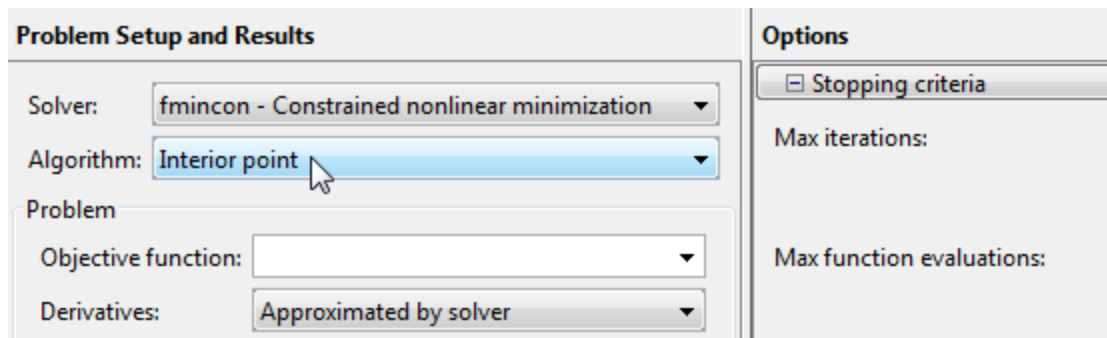 Problem Setup and Results
Solver: fmincon - Constrained nonlinear minimization
Algorithm: Interior point
Problem
Objective function:
Derivatives: Approximated by solver
Options
Stopping criteria
Max iterations:
Max function evaluations: